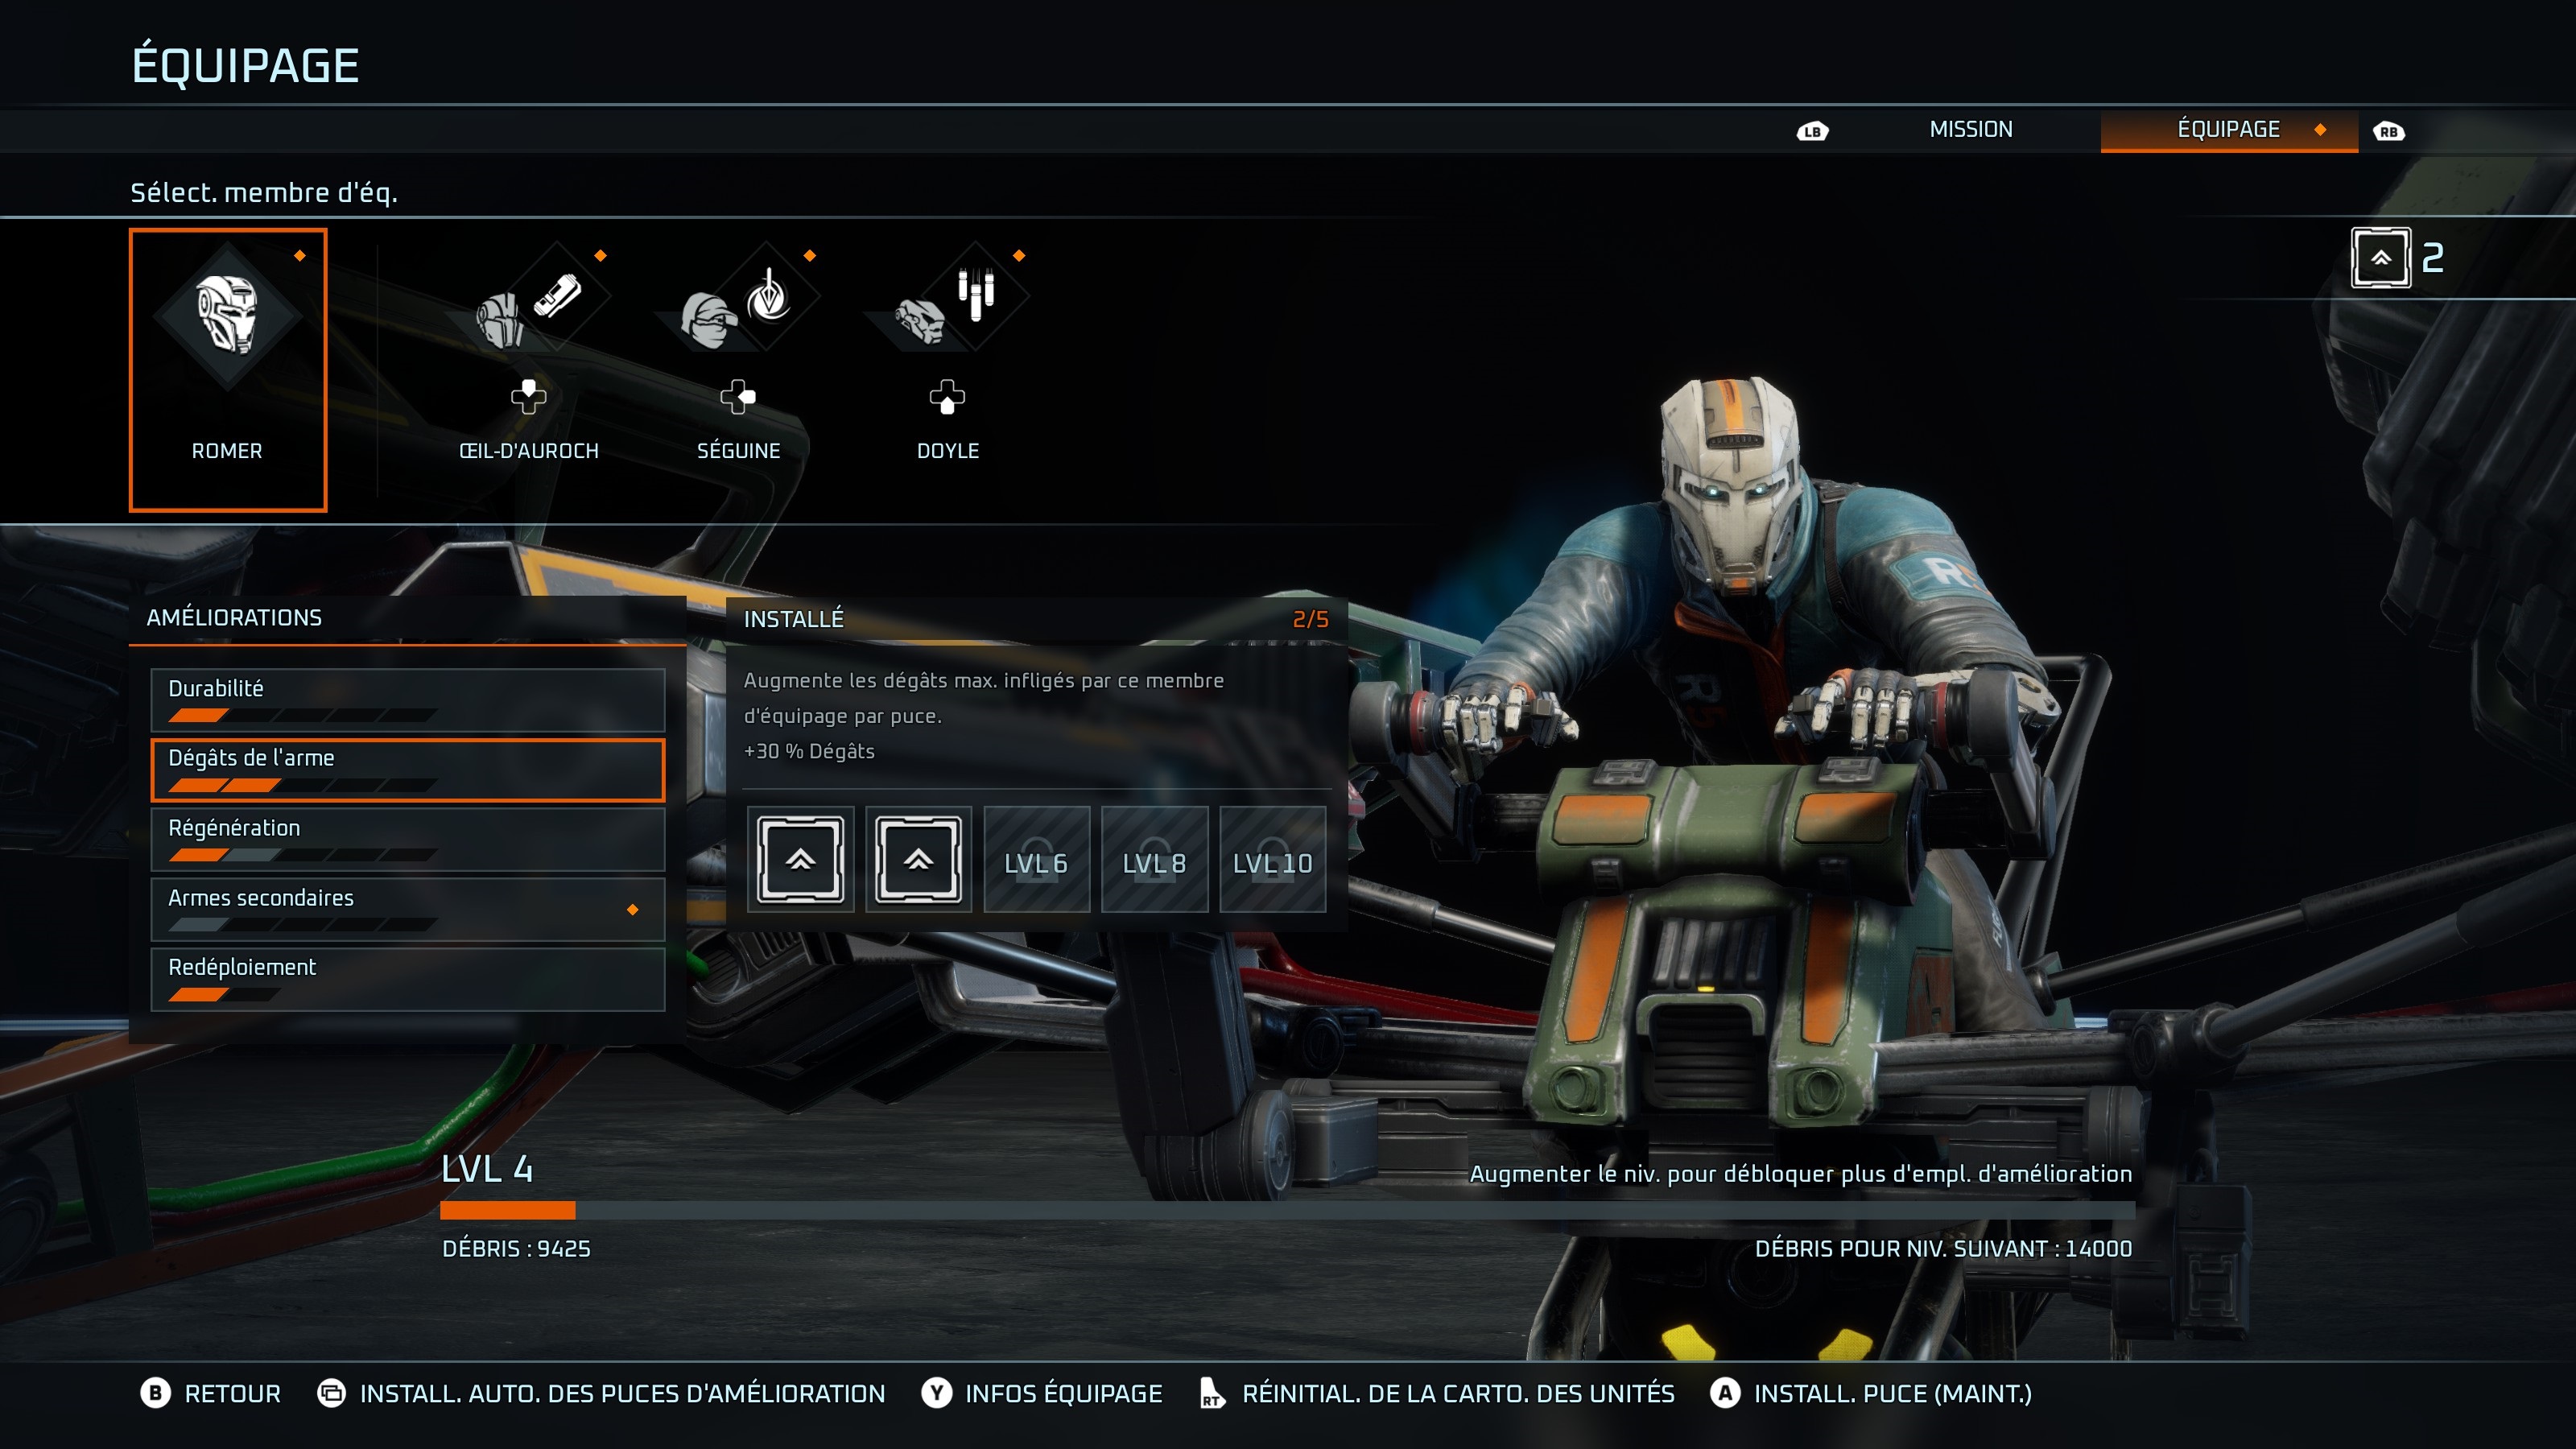 ÉQUIPAGE
LB
MISSION
ÉQUIPAGE
RB
Sélect. membre d'éq.
2
ROMER
ŒIL-D'AUROCH
SÉGUINE
DOYLE
AMÉLIORATIONS
Durabilité
Dégâts de l'arme
Régénération
Armes secondaires
Redéploiement
INSTALLÉ
2/5
Augmente les dégâts max. infligés par ce membre
d'équipage par puce.
+30 % Dégâts
LVL 6
LVL 8
LVL 10
LVL 4
Augmenter le niv. pour débloquer plus d'empl. d'amélioration
DÉBRIS : 9425
DÉBRIS POUR NIV. SUIVANT : 14000
B RETOUR
INSTALL. AUTO. DES PUCES D'AMÉLIORATION
Y INFOS ÉQUIPAGE
RT RÉINITIAL. DE LA CARTO. DES UNITÉS
A INSTALL. PUCE (MAINT.)